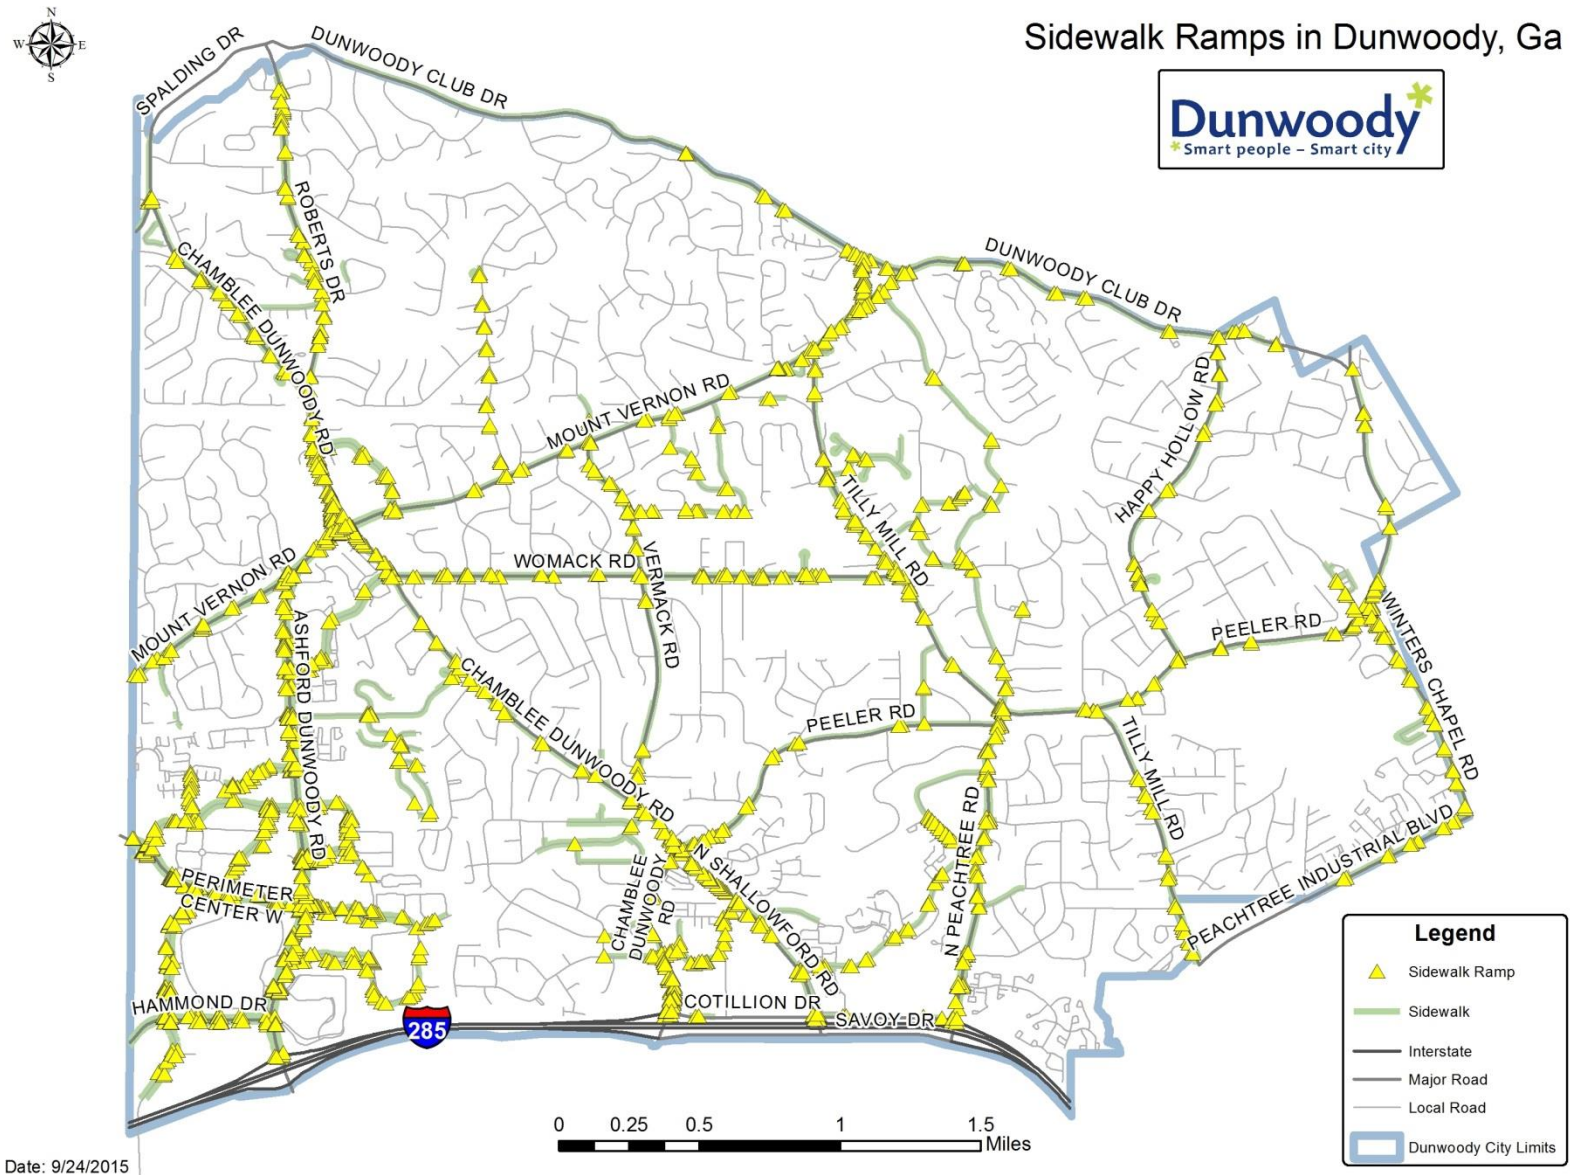 N
W E
S
Sidewalk Ramps in Dunwoody, Ga
Dunwoody
*Smart people – Smart city
SPALDING DR
DUNWOODY CLUB DR
ROBERTS DR
CHAMBLEE DUNWOODY RD
DUNWOODY CLUB DR
MOUNT VERNON RD
HAPPY HOLLOW RD
TILLY MILL RD
WOMACK RD
VERMACK RD
MOUNT VERNON RD
ASHFORD DUNWOODY RD
PEELER RD
WINTERS CHAPEL RD
CHAMBLEE DUNWOODY RD
PEELER RD
TILLY MILL RD
N PEACHTREE RD
PEACHTREE INDUSTRIAL BLVD
N SHALLOWFORD RD
CHAMBLEE
DUNWOODY
RD
PERIMETER
CENTER W
HAMMOND DR
COTILLION DR
SAVOY DR
285
Legend
Sidewalk Ramp
Sidewalk
Interstate
Major Road
Local Road
Dunwoody City Limits
0 0.25 0.5 1 1.5
Miles
Date: 9/24/2015